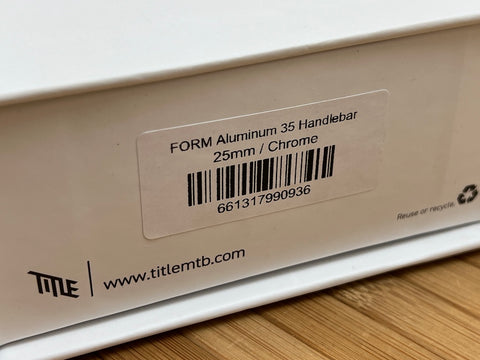 FORM Aluminum 35 Handlebar
25mm / Chrome
661317990936
Reuse or recycle.
TITLE
www.titlemtb.com